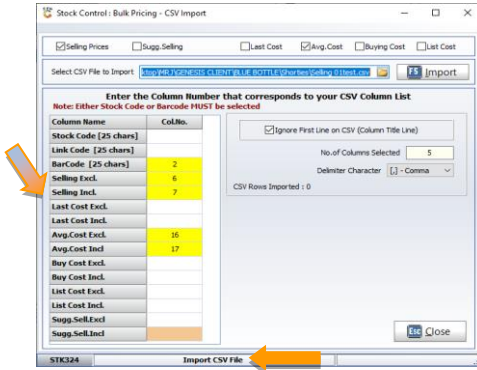 Stock Control : Bulk Pricing - CSV Import
Selling Prices Sugg.Selling Last Cost Avg.Cost Buying Cost List Cost
Select CSV File to Import ktop\MRJ\GENESIS CLIENT\BLUE BOTTLE\Shorties\Selling 01test.csv F5 Import
Enter the Column Number that corresponds to your CSV Column List
Note: Either Stock Code or Barcode MUST be selected
Column Name Col.No.
Stock Code [25 chars]
Link Code [25 chars]
BarCode [25 chars] 2
Selling Excl. 6
Selling Incl. 7
Last Cost Excl.
Last Cost Incl.
Avg.Cost Excl. 16
Avg.Cost Incl 17
Buy Cost Excl.
Buy Cost Incl.
List Cost Excl.
List Cost Incl.
Sugg.Sell.Excl
Sugg.Sell.Incl
Ignore First Line on CSV (Column Title Line)
No.of Columns Selected 5
Delimiter Character [,] - Comma
CSV Rows Imported : 0
Esc Close
STK324 Import CSV File